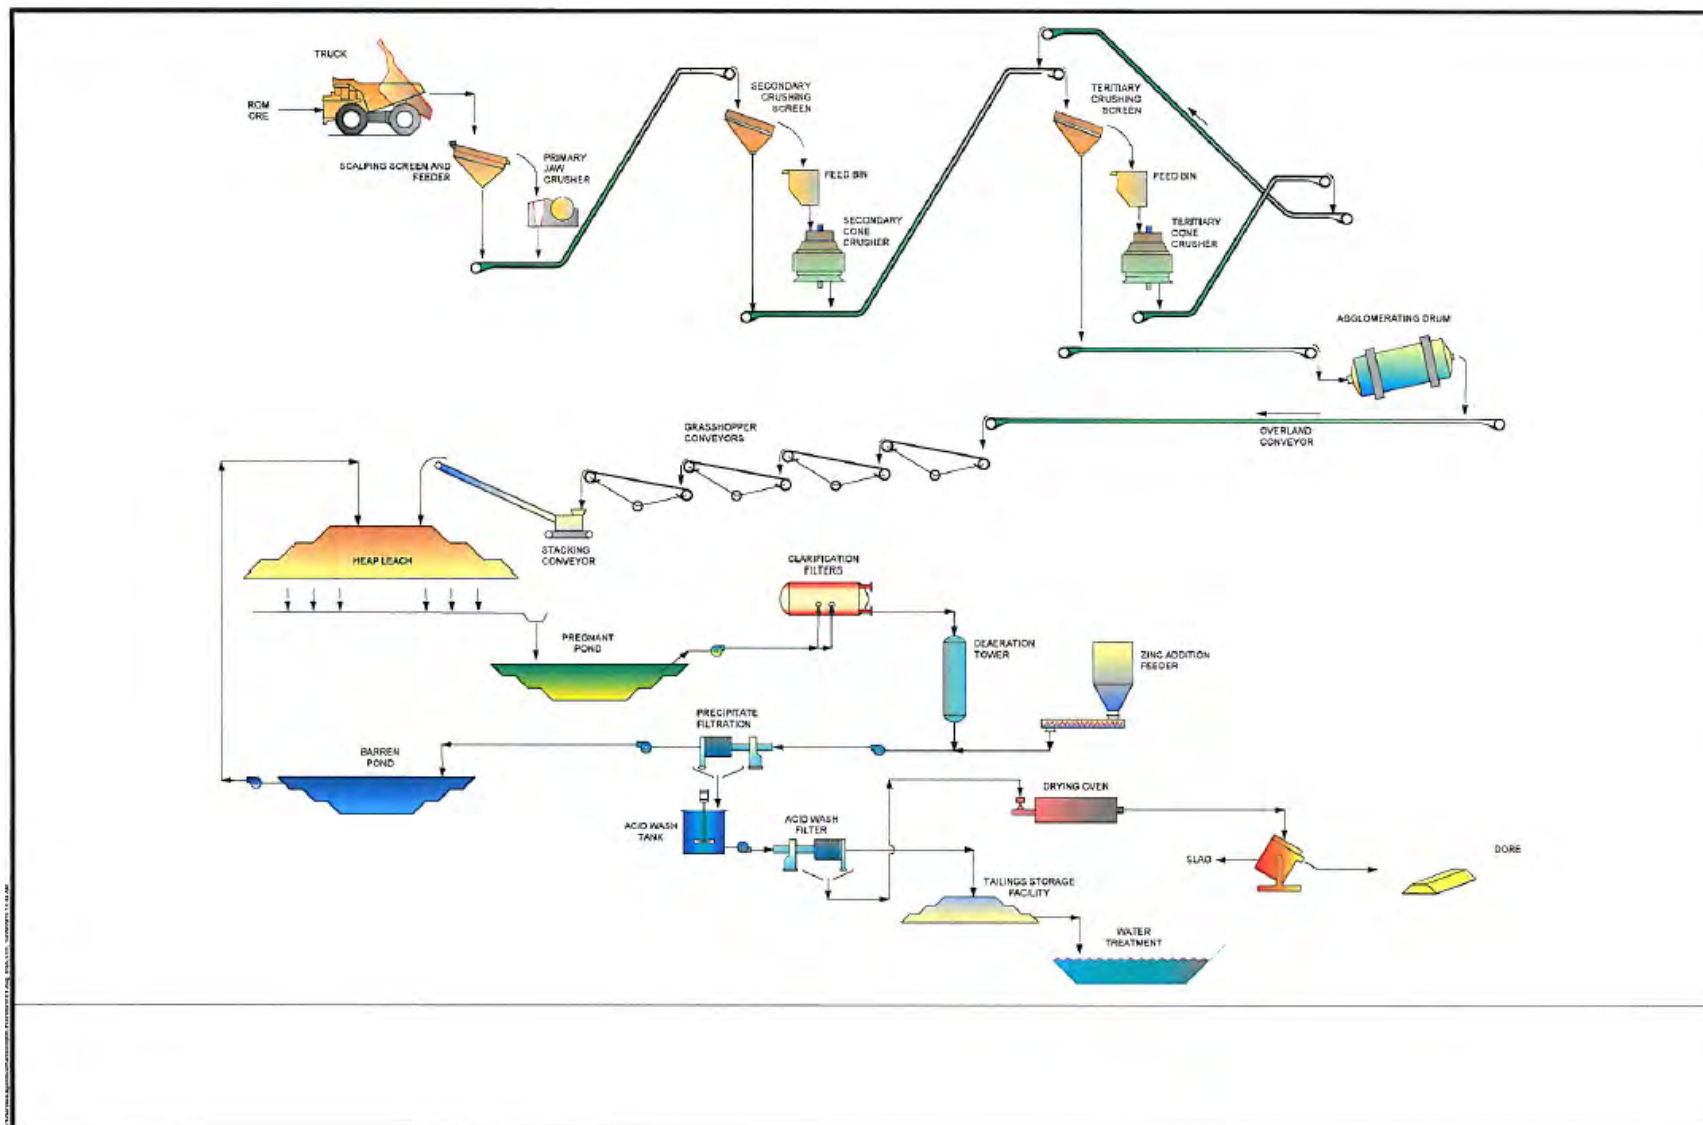 TRUCK
ROM
ORE
SCALPING SCREEN AND
FEEDER
PRIMARY
JAW
CRUSHER
SECONDARY
CRUSHING
SCREEN
FEED BIN
SECONDARY
CONE
CRUSHER
TERITIARY
CRUSHING
SCREEN
FEED BIN
TERITIARY
CONE
CRUSHER
AGGLOMERATING DRUM
OVERLAND
CONVEYOR
GRASSHOPPER
CONVEYORS
STACKING
CONVEYOR
HEAP LEACH
CLARIFICATION
FILTERS
PREGNANT
POND
DEAERATION
TOWER
ZINC ADDITION
FEEDER
PRECIPITATE
FILTRATION
BARREN
POND
ACID WASH
TANK
ACID WASH
FILTER
DRYING OVEN
SLAG
DORE
TAILINGS STORAGE
FACILITY
WATER
TREATMENT